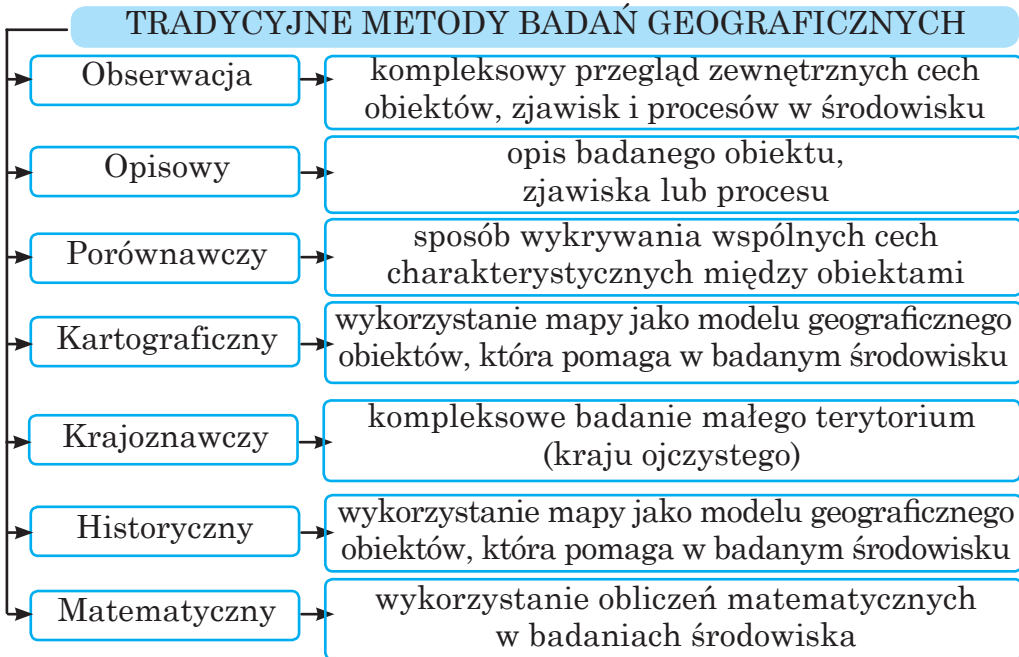 TRADYCYJNE METODY BADAŃ GEOGRAFICZNYCH
Obserwacja
kompleksowy przegląd zewnętrznych cech
obiektów, zjawisk i procesów w środowisku
Opisowy
opis badanego obiektu,
zjawiska lub procesu
Porównawczy
sposób wykrywania wspólnych cech
charakterystycznych między obiektami
Kartograficzny
wykorzystanie mapy jako modelu geograficznego
obiektów, która pomaga w badanym środowisku
Krajoznawczy
kompleksowe badanie małego terytorium
(kraju ojczystego)
Historyczny
wykorzystanie mapy jako modelu geograficznego
obiektów, która pomaga w badanym środowisku
Matematyczny
wykorzystanie obliczeń matematycznych
w badaniach środowiska